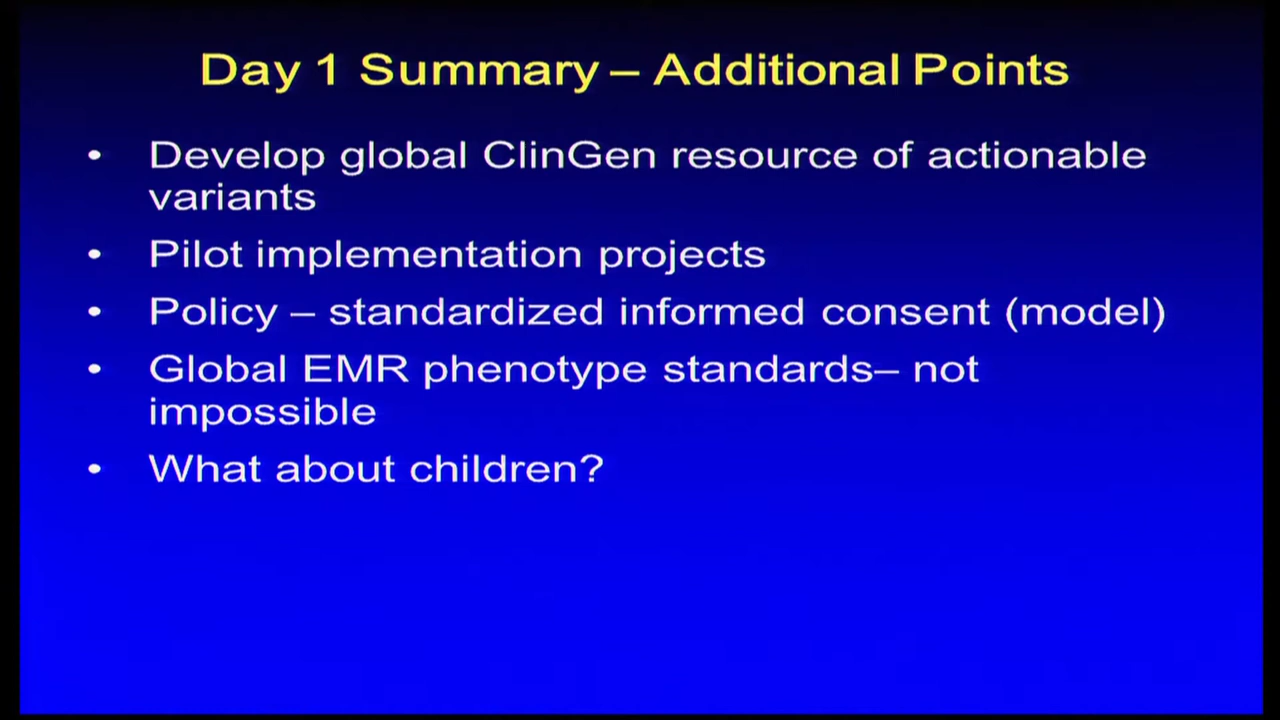 Day 1 Summary – Additional Points
• Develop global ClinGen resource of actionable
variants
• Pilot implementation projects
• Policy – standardized informed consent (model)
• Global EMR phenotype standards– not
impossible
• What about children?